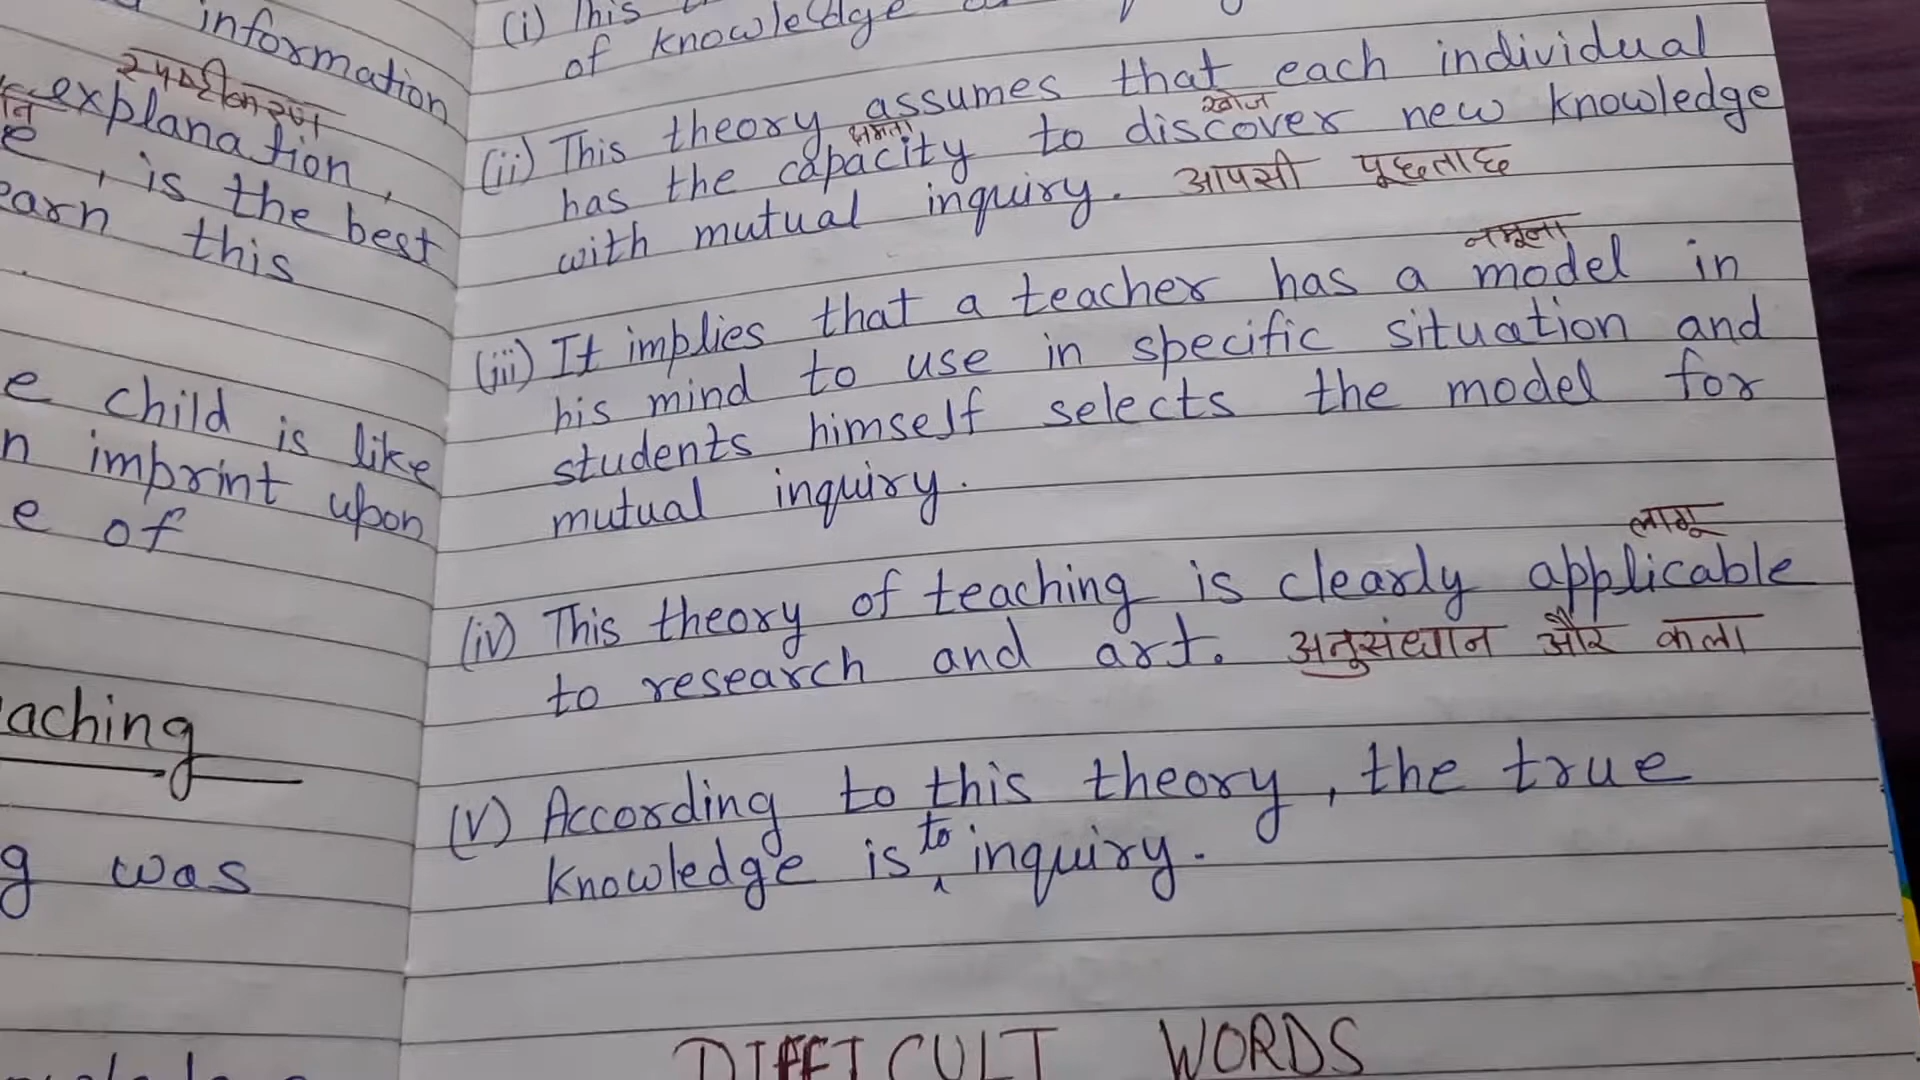 information
स्पष्टीकरण
explanation,
e, is the best
earn this
e child is like
n imprint upon
e of
aching
g was
(i) This
of knowledge
(ii) This theory assumes that each individual
क्षमता खोज
has the capacity to discover new knowledge
with mutual inquiry. आपसी पूछताछ
नमूना
(iii) It implies that a teacher has a model in
his mind to use in specific situation and
students himself selects the model for
mutual inquiry.
लागू
(iv) This theory of teaching is clearly applicable
to research and art. अनुसंधान और कला
(v) According to this theory, the true
knowledge is to inquiry.
DIFFICULT WORDS